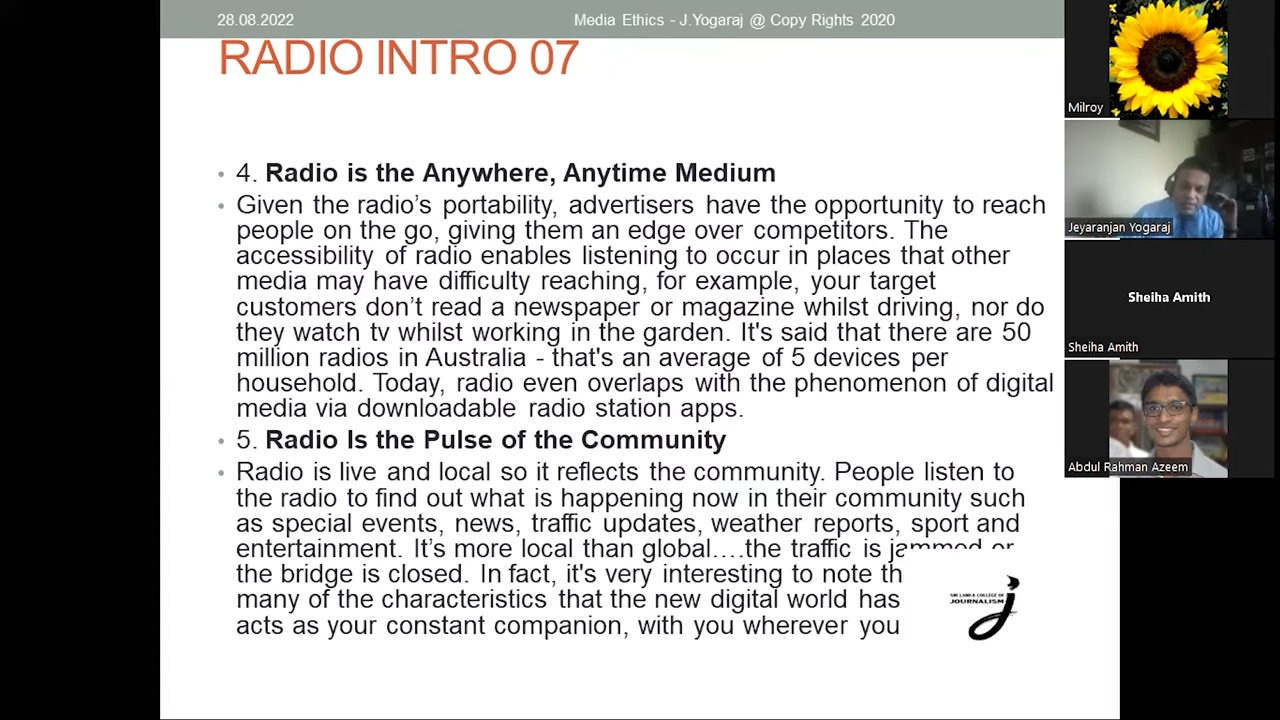 28.08.2022
Media Ethics - J.Yogaraj @ Copy Rights 2020
RADIO INTRO 07
• 4. Radio is the Anywhere, Anytime Medium
• Given the radio’s portability, advertisers have the opportunity to reach
people on the go, giving them an edge over competitors. The
accessibility of radio enables listening to occur in places that other
media may have difficulty reaching, for example, your target
customers don’t read a newspaper or magazine whilst driving, nor do
they watch tv whilst working in the garden. It's said that there are 50
million radios in Australia - that's an average of 5 devices per
household. Today, radio even overlaps with the phenomenon of digital
media via downloadable radio station apps.
• 5. Radio Is the Pulse of the Community
• Radio is live and local so it reflects the community. People listen to
the radio to find out what is happening now in their community such
as special events, news, traffic updates, weather reports, sport and
entertainment. It’s more local than global….the traffic is jammed or
the bridge is closed. In fact, it's very interesting to note th
many of the characteristics that the new digital world has
acts as your constant companion, with you wherever you
SRI LANKA COLLEGE OF
JOURNALISM
Milroy
Jeyaranjan Yogaraj
Sheiha Amith
Sheiha Amith
Abdul Rahman Azeem